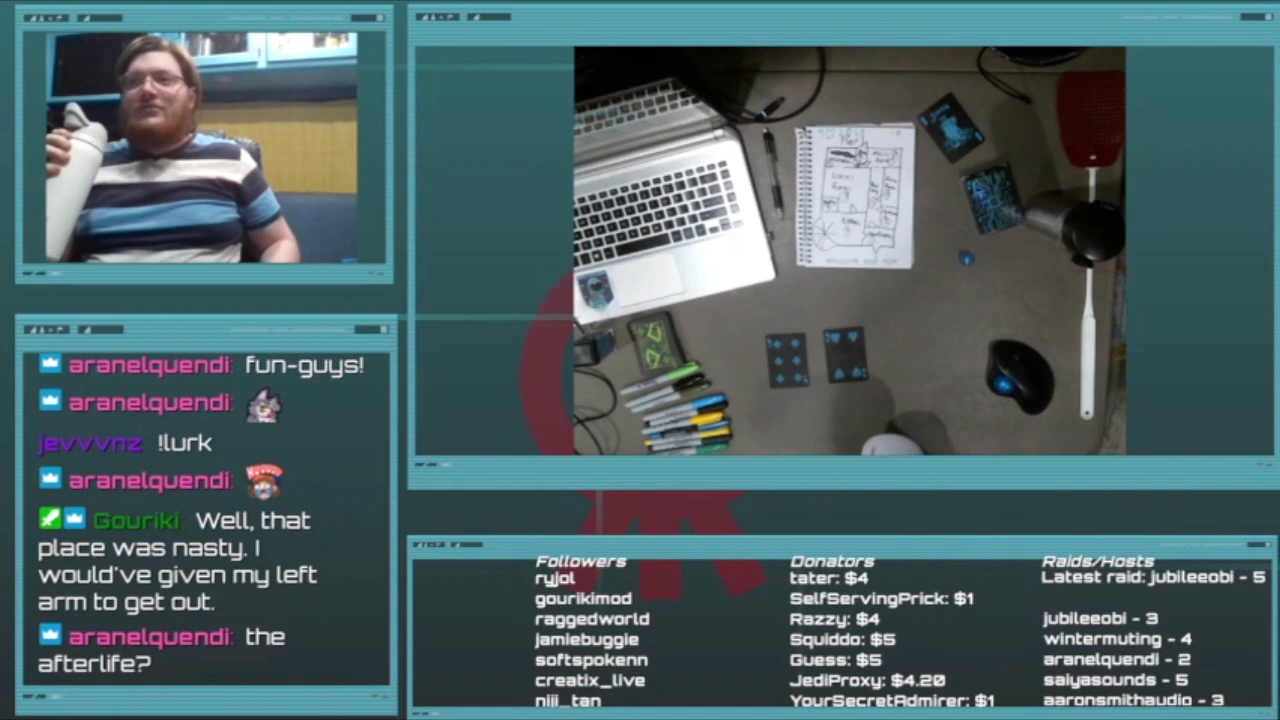 aranelquendi: fun-guys!
aranelquendi:
jevvvnz !lurk
aranelquendi:
Gouriki: Well, that
place was nasty. I
would've given my left
arm to get out.
aranelquendi: the
afterlife?
Followers
ryjol
gourikimod
raggedworld
jamiebuggie
softspokenn
creatix_live
niji_tan
Donators
tater: $4
SelfServingPrick: $1
Razzy: $4
Squiddo: $5
Guess: $5
JediProxy: $4.20
YourSecretAdmirer: $1
Raids/Hosts
Latest raid: jubileeobi - 5
jubileeobi - 3
wintermuting - 4
aranelquendi - 2
saiyasounds - 5
aaronsmithaudio - 3